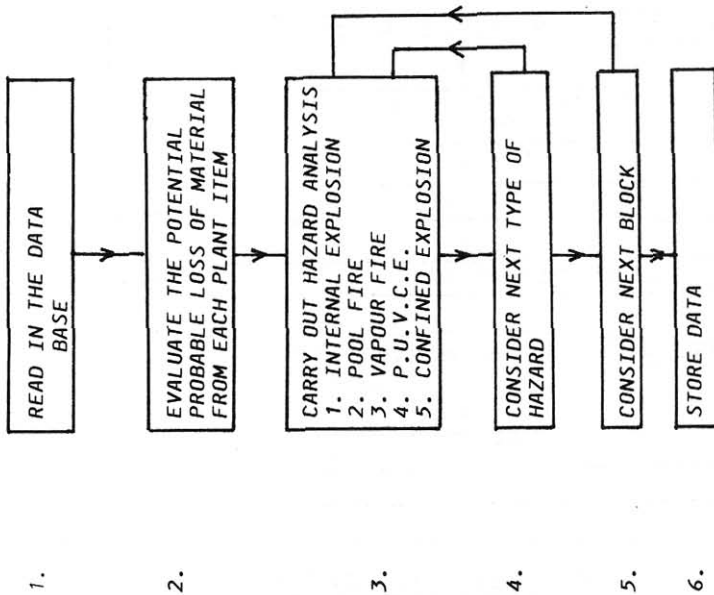 1.
READ IN THE DATA
BASE
2.
EVALUATE THE POTENTIAL
PROBABLE LOSS OF MATERIAL
FROM EACH PLANT ITEM
3.
CARRY OUT HAZARD ANALYSIS
1. INTERNAL EXPLOSION
2. POOL FIRE
3. VAPOUR FIRE
4. P.U.V.C.E.
5. CONFINED EXPLOSION
4.
CONSIDER NEXT TYPE OF
HAZARD
5.
CONSIDER NEXT BLOCK
6.
STORE DATA